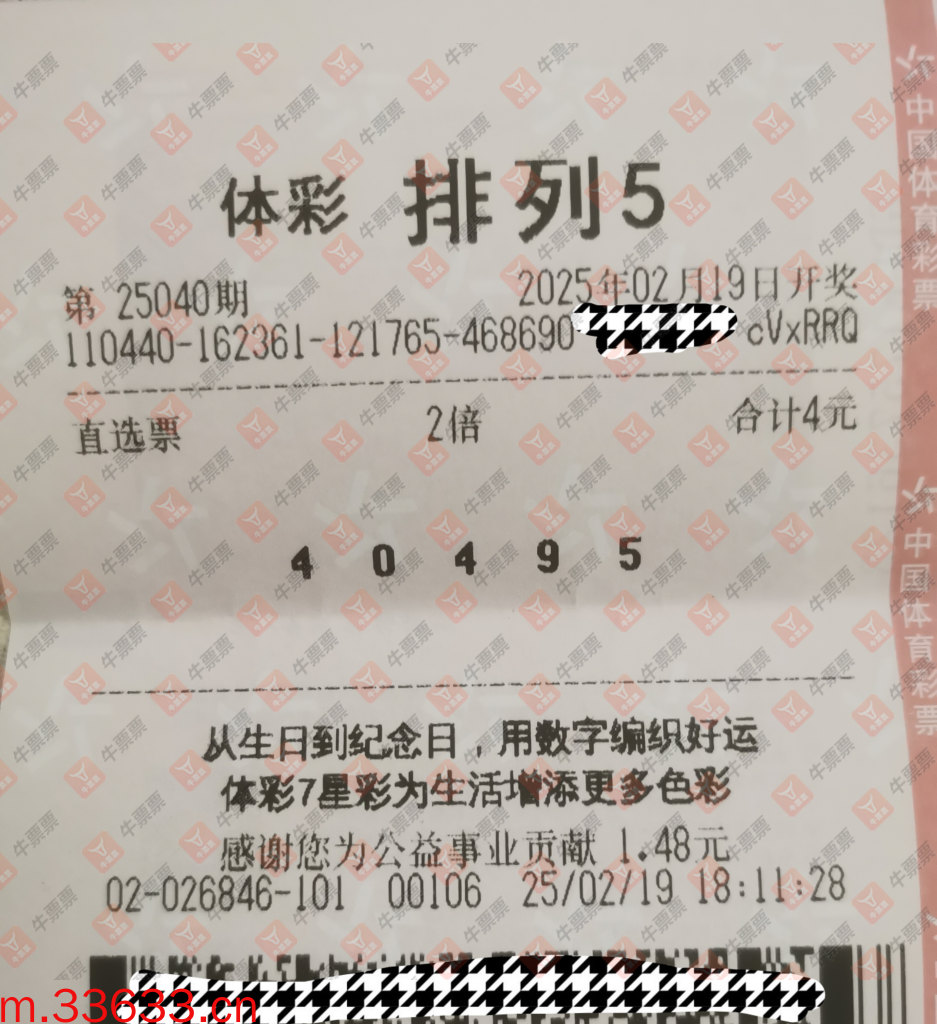 体彩 排列5
第 25040期 2025年02月19日开奖
110440-162361-121765-468690 cVxRRQ
直选票 2倍 合计4元
4 0 4 9 5
从生日到纪念日，用数字编织好运
体彩7星彩为生活增添更多色彩
感谢您为公益事业贡献 1.48元
02-026846-101 00106 25/02/19 18:11:28
m.33633.cn
中国体育彩票
中国体育彩票
牛票票